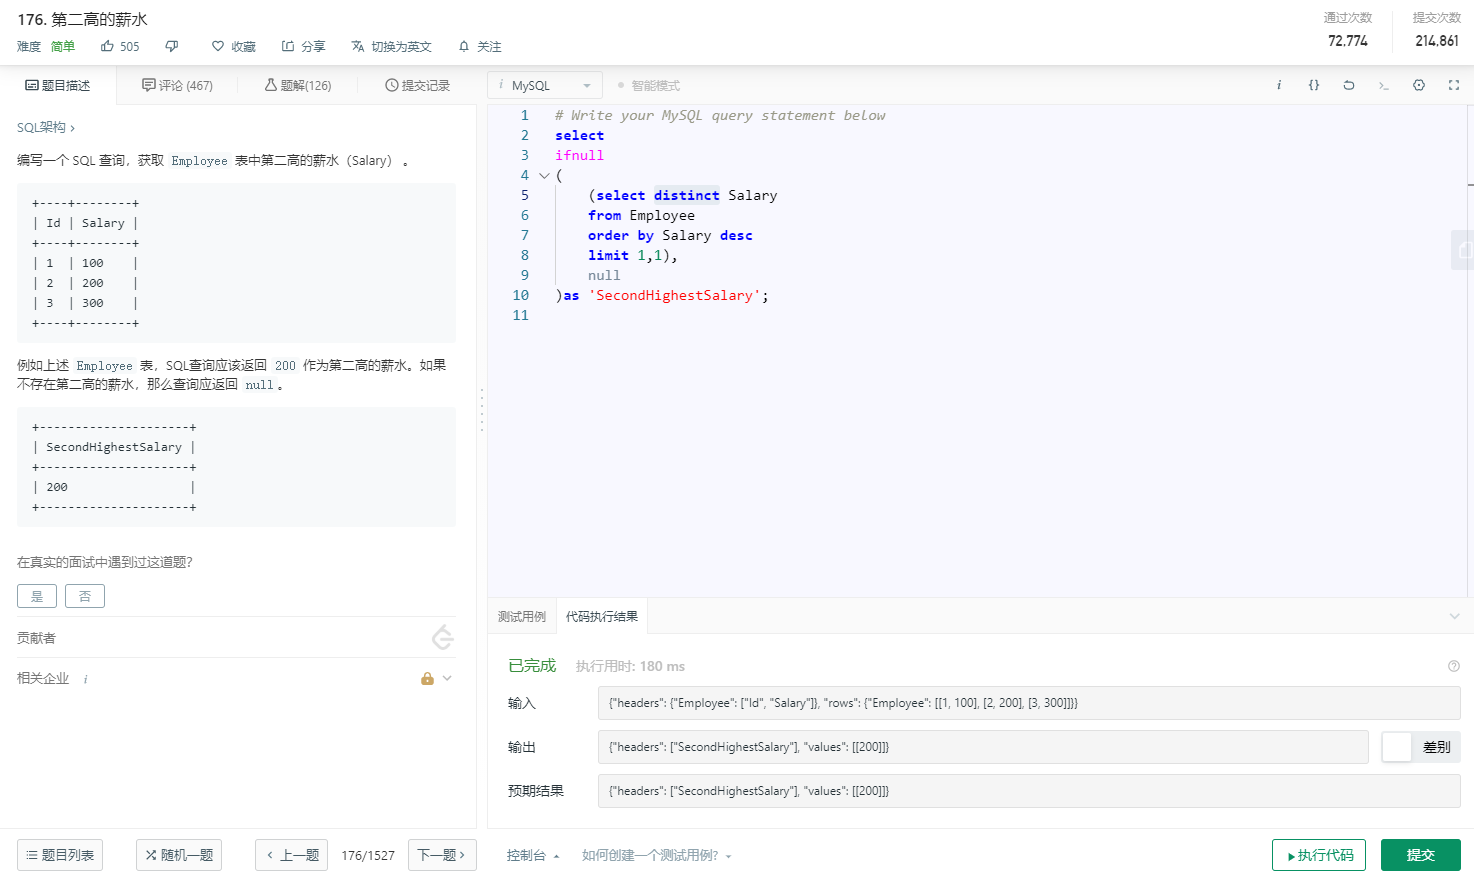 176. 第二高的薪水
难度 简单 505 收藏 分享 切换为英文 关注
通过次数 提交次数
72,774 214,861
题目描述 评论 (467) 题解(126) 提交记录
i MySQL 智能模式
SQL架构 ›
编写一个 SQL 查询，获取 Employee 表中第二高的薪水（Salary） 。
+----+--------+
| Id | Salary |
+----+--------+
| 1  | 100    |
| 2  | 200    |
| 3  | 300    |
+----+--------+
例如上述 Employee 表，SQL查询应该返回 200 作为第二高的薪水。如果
不存在第二高的薪水，那么查询应返回 null。
+---------------------+
| SecondHighestSalary |
+---------------------+
| 200                 |
+---------------------+
在真实的面试中遇到过这道题?
是 否
贡献者
相关企业 i
1 # Write your MySQL query statement below
2 select
3 ifnull
4 (
5     (select distinct Salary
6     from Employee
7     order by Salary desc
8     limit 1,1),
9     null
10 )as 'SecondHighestSalary';
11
测试用例 代码执行结果
已完成 执行用时: 180 ms
输入 {"headers": {"Employee": ["Id", "Salary"]}, "rows": {"Employee": [[1, 100], [2, 200], [3, 300]]}}
输出 {"headers": ["SecondHighestSalary"], "values": [[200]]} 差别
预期结果 {"headers": ["SecondHighestSalary"], "values": [[200]]}
题目列表 随机一题 ‹ 上一题 176/1527 下一题 › 控制台 如何创建一个测试用例? 执行代码 提交